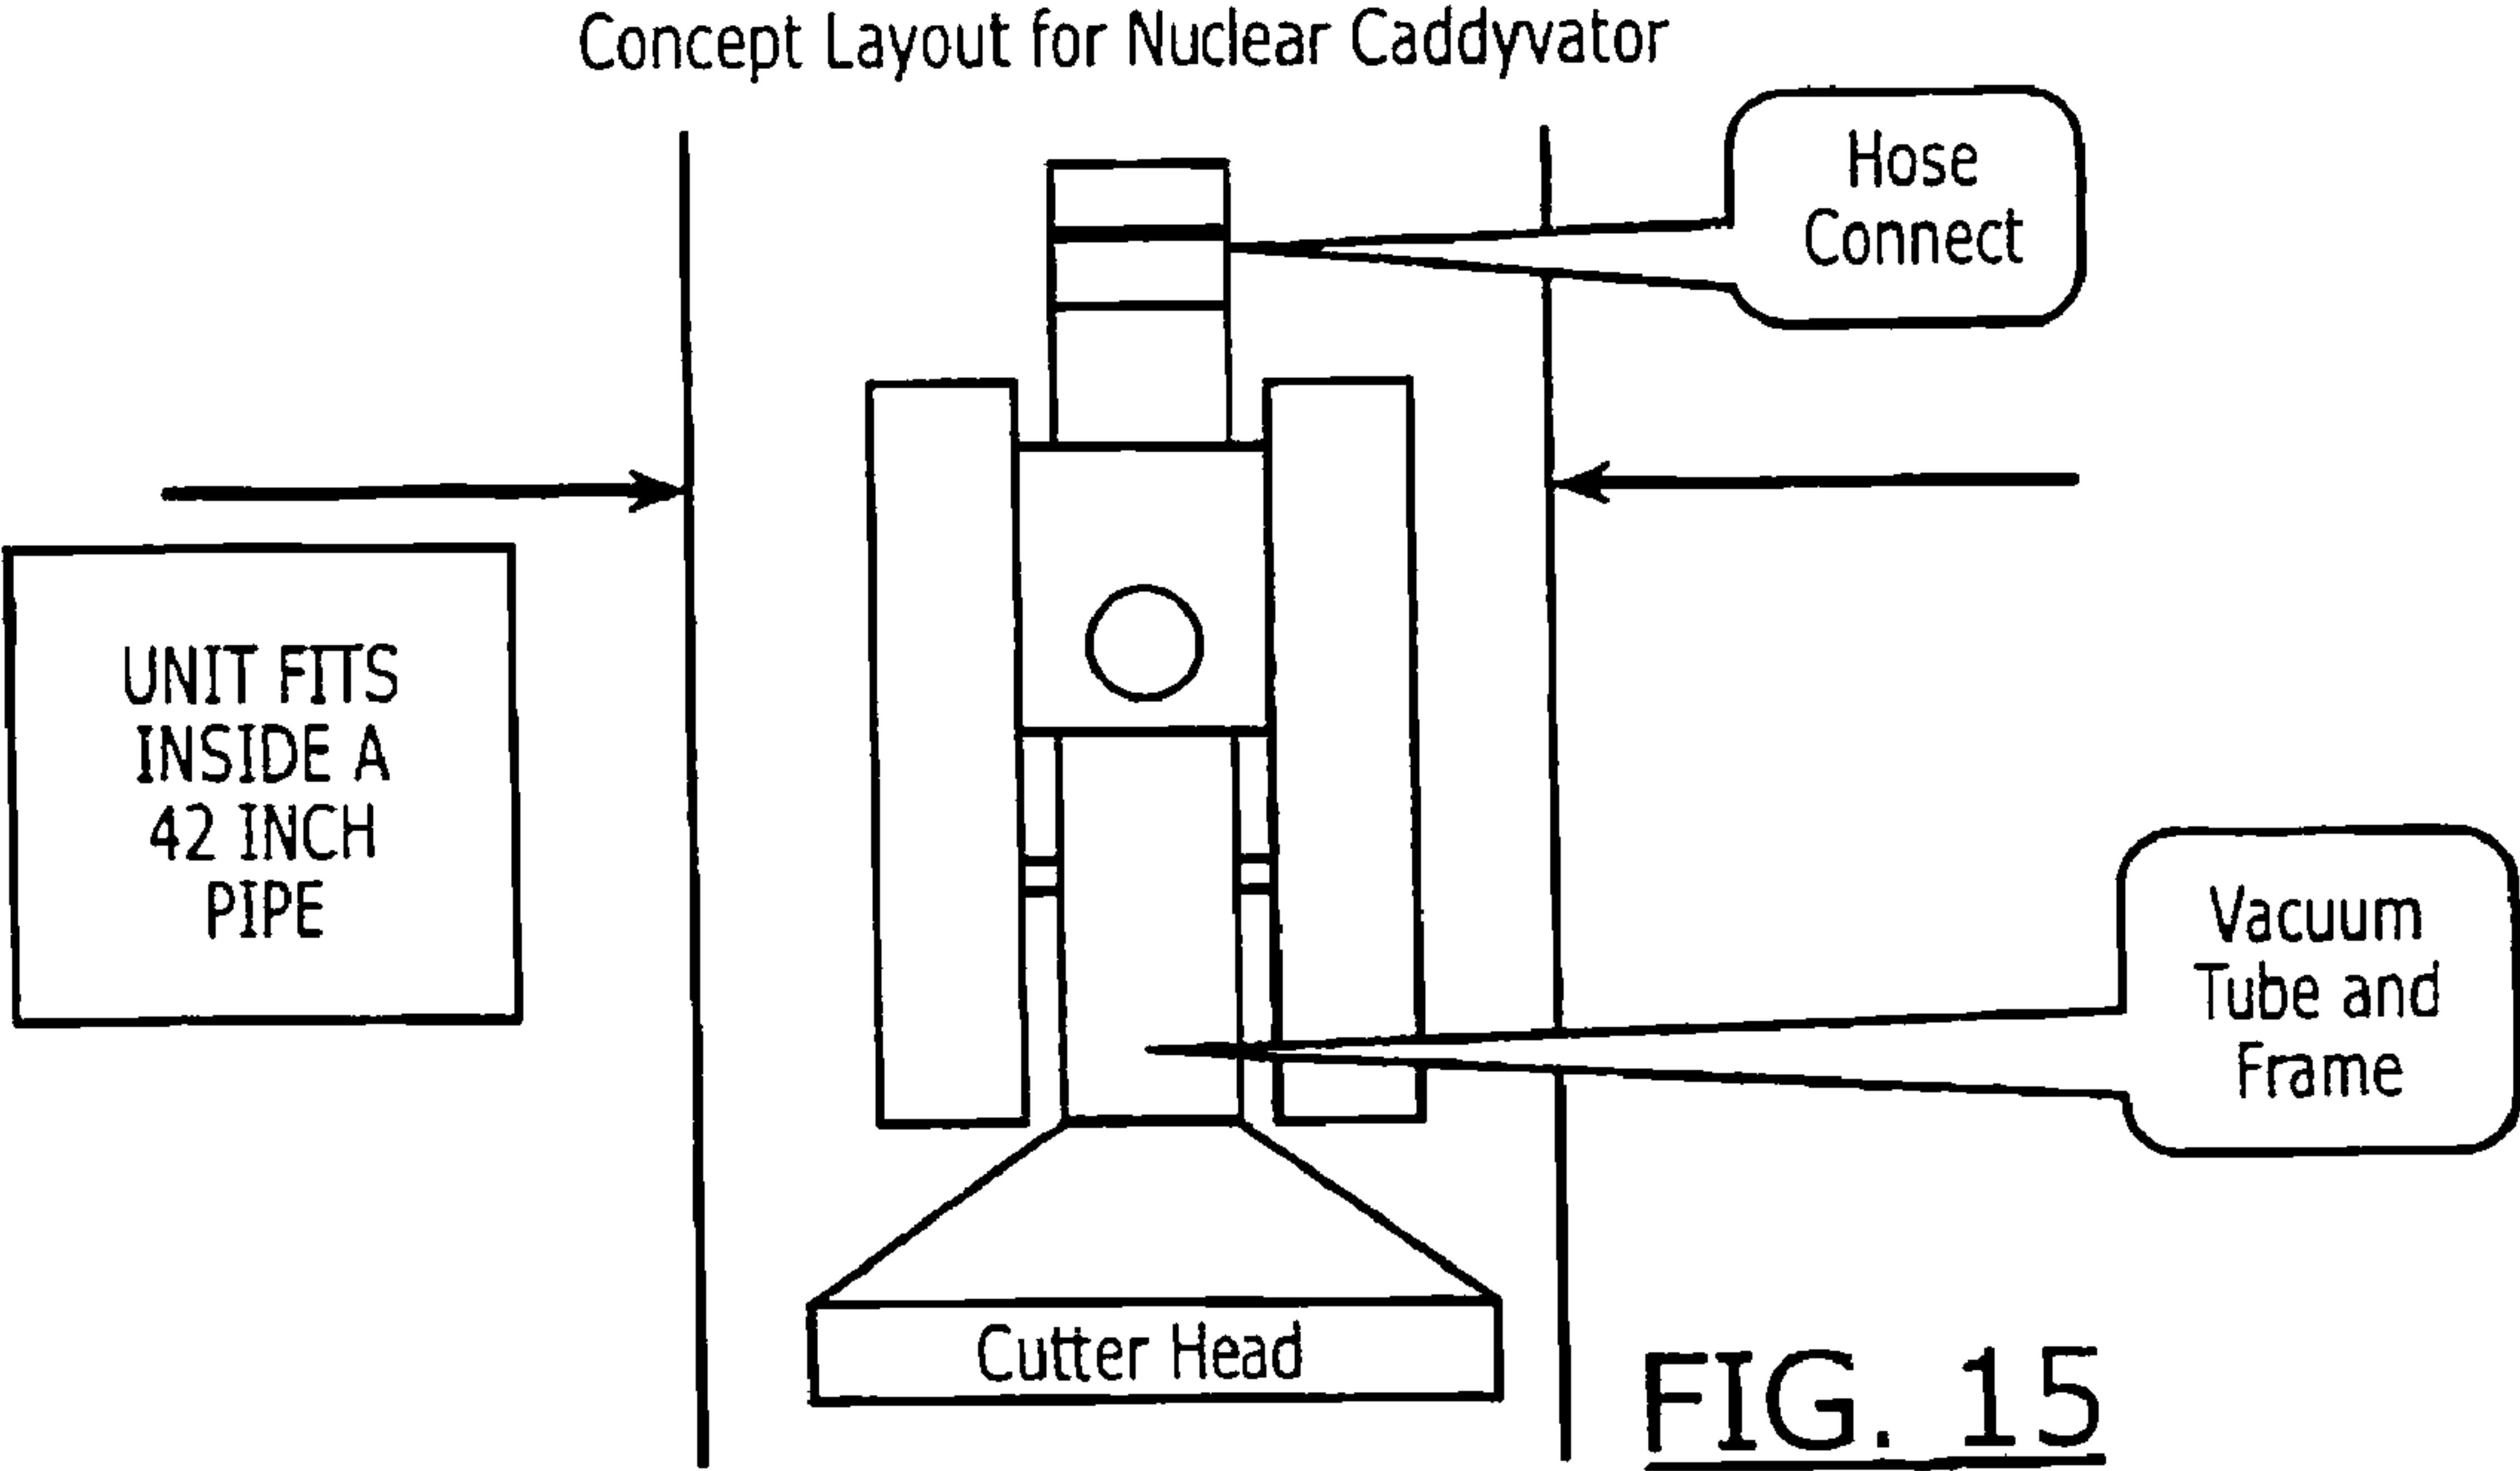 Concept Layout for Nuclear Caddyvator
Hose
Connect
UNIT FITS
INSIDE A
42 INCH
PIPE
Vacuum
Tube and
Frame
Cutter Head
FIG. 15